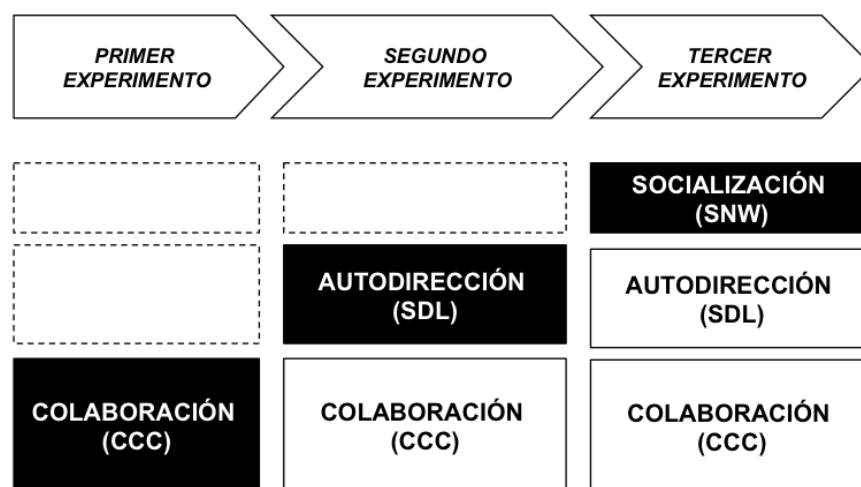 PRIMER
EXPERIMENTO
SEGUNDO
EXPERIMENTO
TERCER
EXPERIMENTO
SOCIALIZACIÓN
(SNW)
AUTODIRECCIÓN
(SDL)
AUTODIRECCIÓN
(SDL)
COLABORACIÓN
(CCC)
COLABORACIÓN
(CCC)
COLABORACIÓN
(CCC)